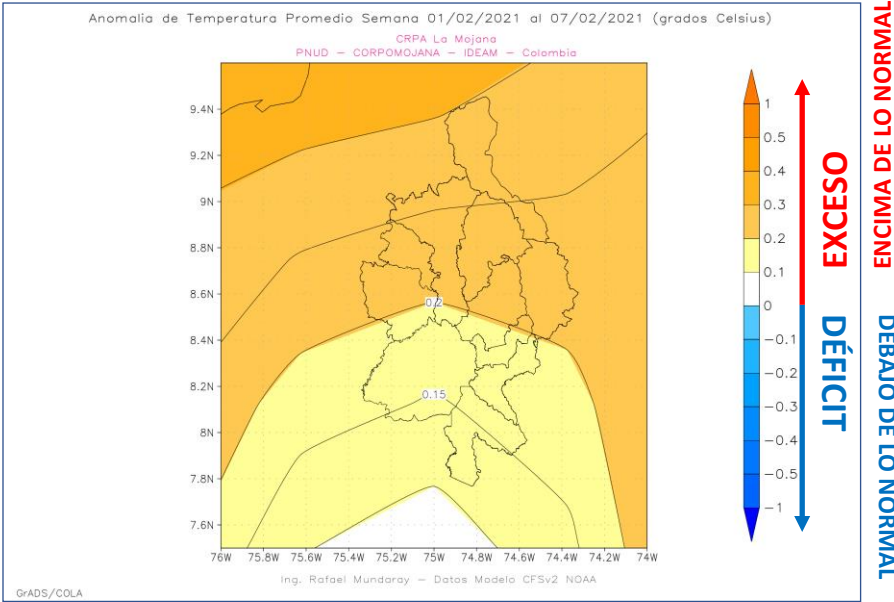 Anomalia de Temperatura Promedio Semana 01/02/2021 al 07/02/2021 (grados Celsius)
CRPA La Mojana
PNUD – CORPOMOJANA – IDEAM – Colombia
9.4N
9.2N
9N
8.8N
8.6N
8.4N
8.2N
8N
7.8N
7.6N
0.2
0.15
76W 75.8W 75.6W 75.4W 75.2W 75W 74.8W 74.6W 74.4W 74.2W 74W
1
0.5
0.4
0.3
0.2
0.1
0
−0.1
−0.2
−0.3
−0.4
−0.5
−1
EXCESO
DÉFICIT
ENCIMA DE LO NORMAL
DEBAJO DE LO NORMAL
Ing. Rafael Mundaray – Datos Modelo CFSv2 NOAA
GrADS/COLA